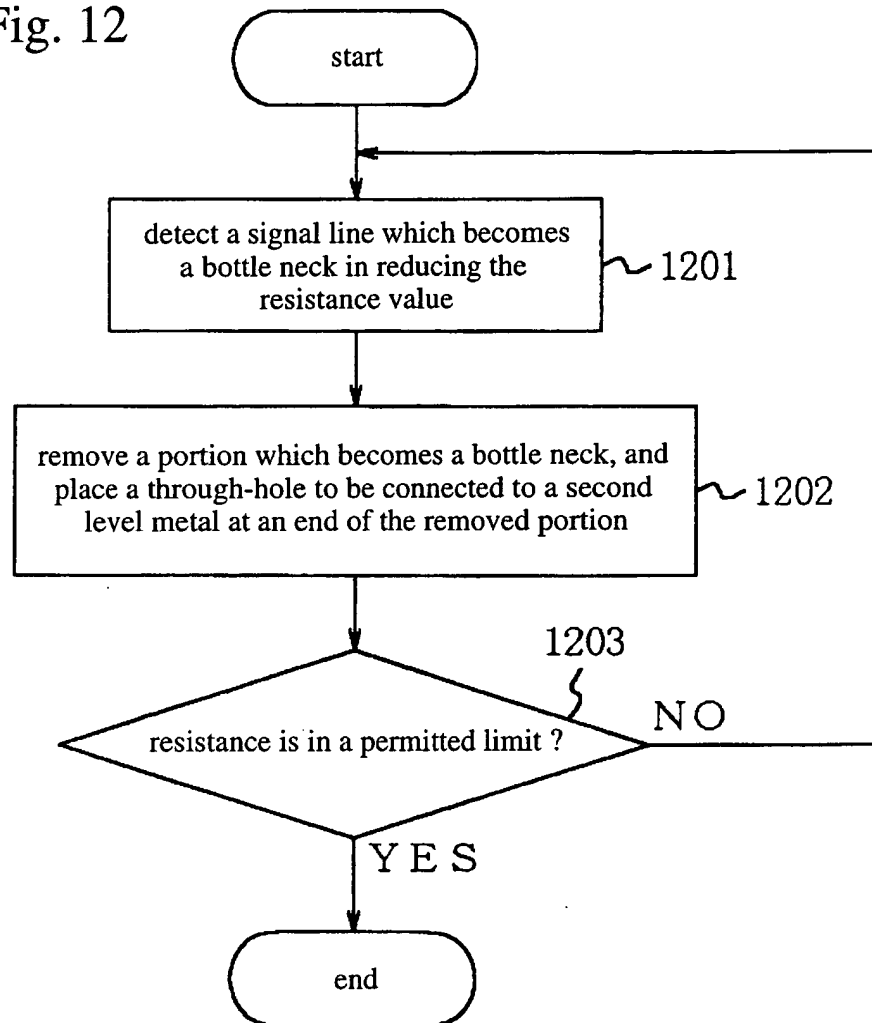 Fig. 12
start
detect a signal line which becomes
a bottle neck in reducing the
resistance value
1201
remove a portion which becomes a bottle neck, and
place a through-hole to be connected to a second
level metal at an end of the removed portion
1202
1203
resistance is in a permitted limit ?
NO
YES
end